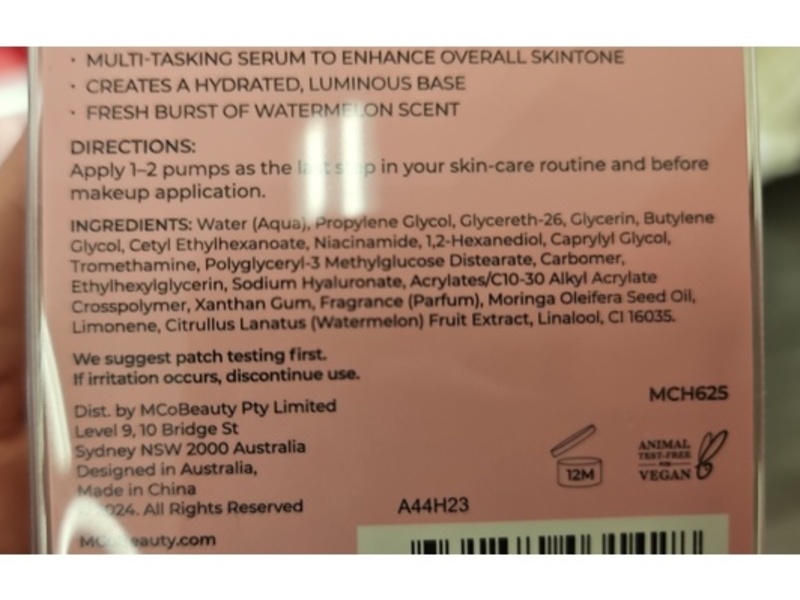 · MULTI-TASKING SERUM TO ENHANCE OVERALL SKINTONE
· CREATES A HYDRATED, LUMINOUS BASE
· FRESH BURST OF WATERMELON SCENT
DIRECTIONS:
Apply 1–2 pumps as the last step in your skin-care routine and before
makeup application.
INGREDIENTS: Water (Aqua), Propylene Glycol, Glycereth-26, Glycerin, Butylene
Glycol, Cetyl Ethylhexanoate, Niacinamide, 1,2-Hexanediol, Caprylyl Glycol,
Tromethamine, Polyglyceryl-3 Methylglucose Distearate, Carbomer,
Ethylhexylglycerin, Sodium Hyaluronate, Acrylates/C10-30 Alkyl Acrylate
Crosspolymer, Xanthan Gum, Fragrance (Parfum), Moringa Oleifera Seed Oil,
Limonene, Citrullus Lanatus (Watermelon) Fruit Extract, Linalool, CI 16035.
We suggest patch testing first.
If irritation occurs, discontinue use.
MCH625
Dist. by MCoBeauty Pty Limited
Level 9, 10 Bridge St
Sydney NSW 2000 Australia
Designed in Australia,
Made in China
2024. All Rights Reserved
MCoBeauty.com
12M
ANIMAL
TEST-FREE
VEGAN
A44H23